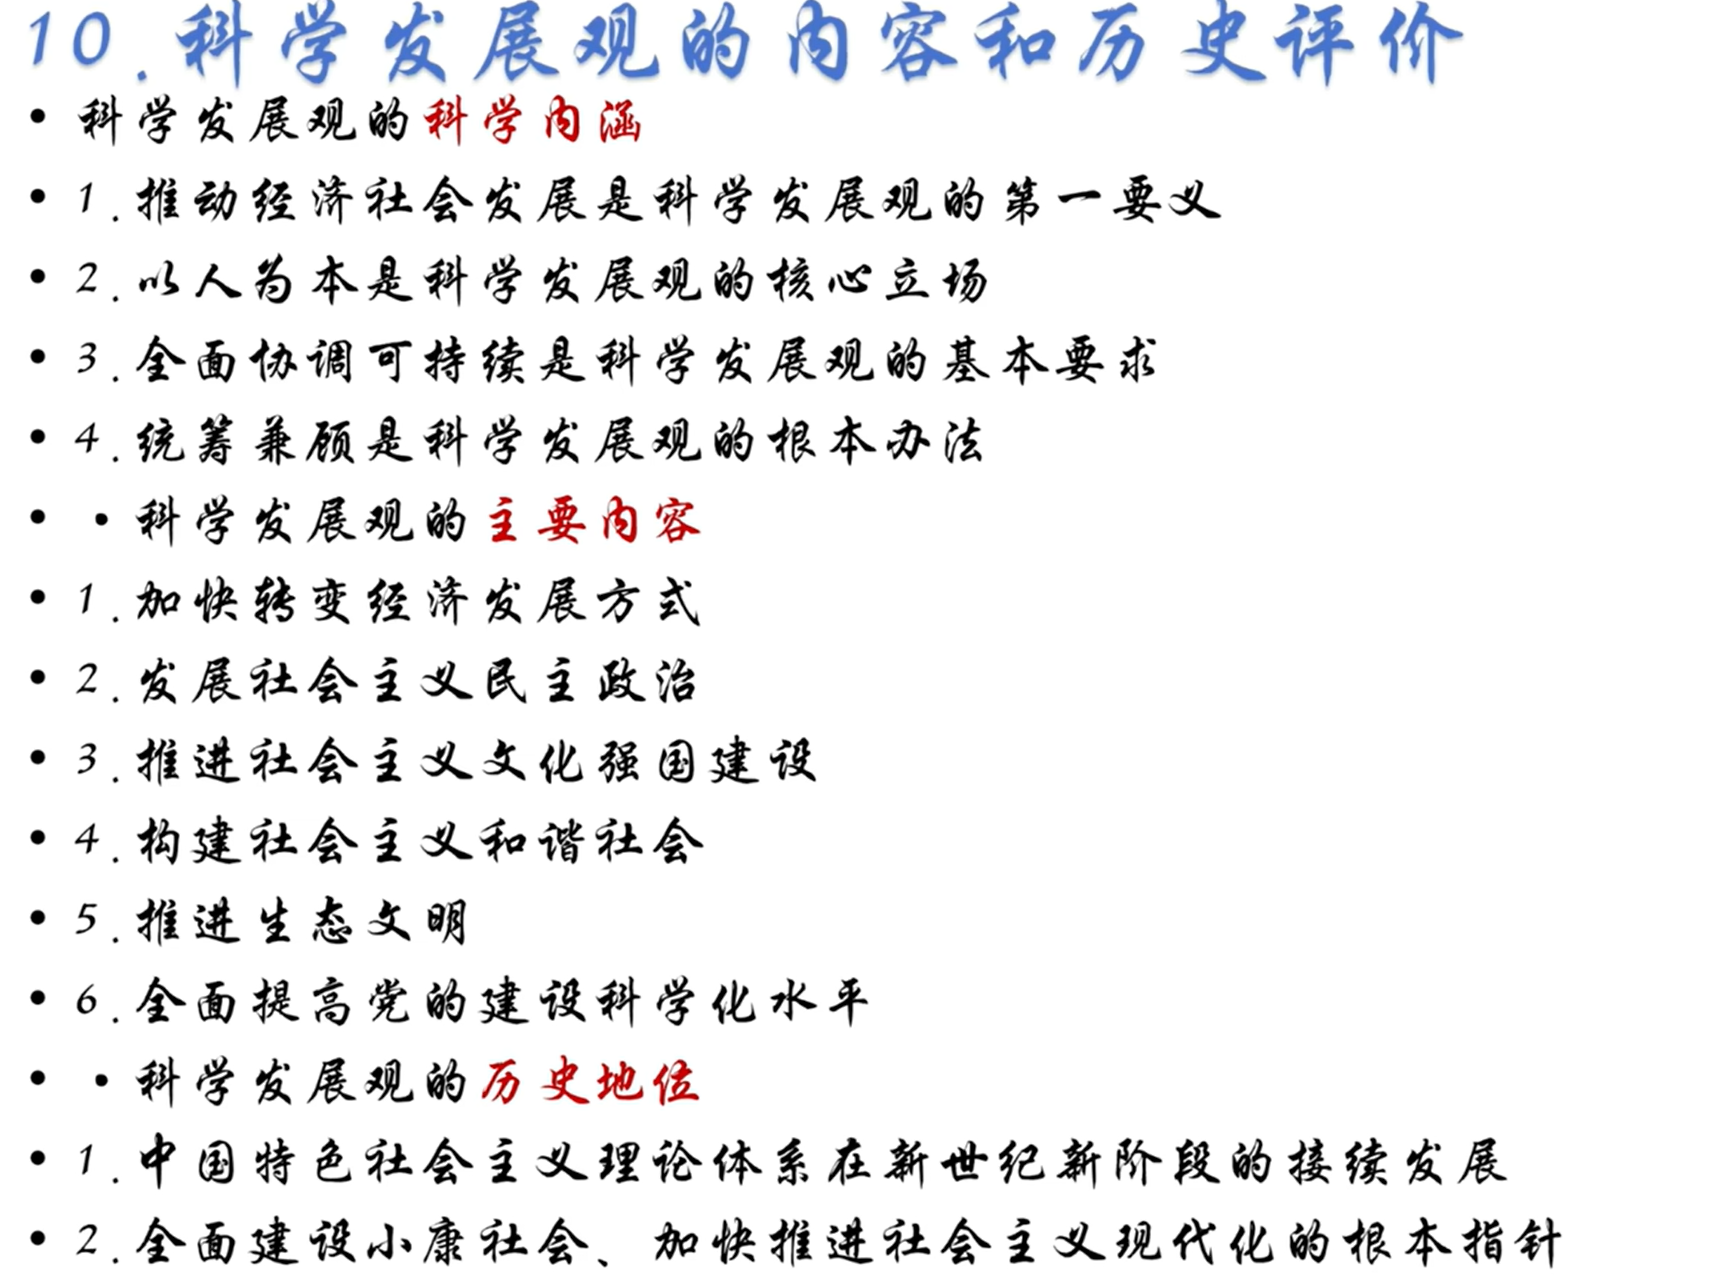 10.科学发展观的内容和历史评价
• 科学发展观的科学内涵
• 1.推动经济社会发展是科学发展观的第一要义
• 2.以人为本是科学发展观的核心立场
• 3.全面协调可持续是科学发展观的基本要求
• 4.统筹兼顾是科学发展观的根本办法
• •科学发展观的主要内容
• 1.加快转变经济发展方式
• 2.发展社会主义民主政治
• 3.推进社会主义文化强国建设
• 4.构建社会主义和谐社会
• 5.推进生态文明
• 6.全面提高党的建设科学化水平
• •科学发展观的历史地位
• 1.中国特色社会主义理论体系在新世纪新阶段的接续发展
• 2.全面建设小康社会、加快推进社会主义现代化的根本指针